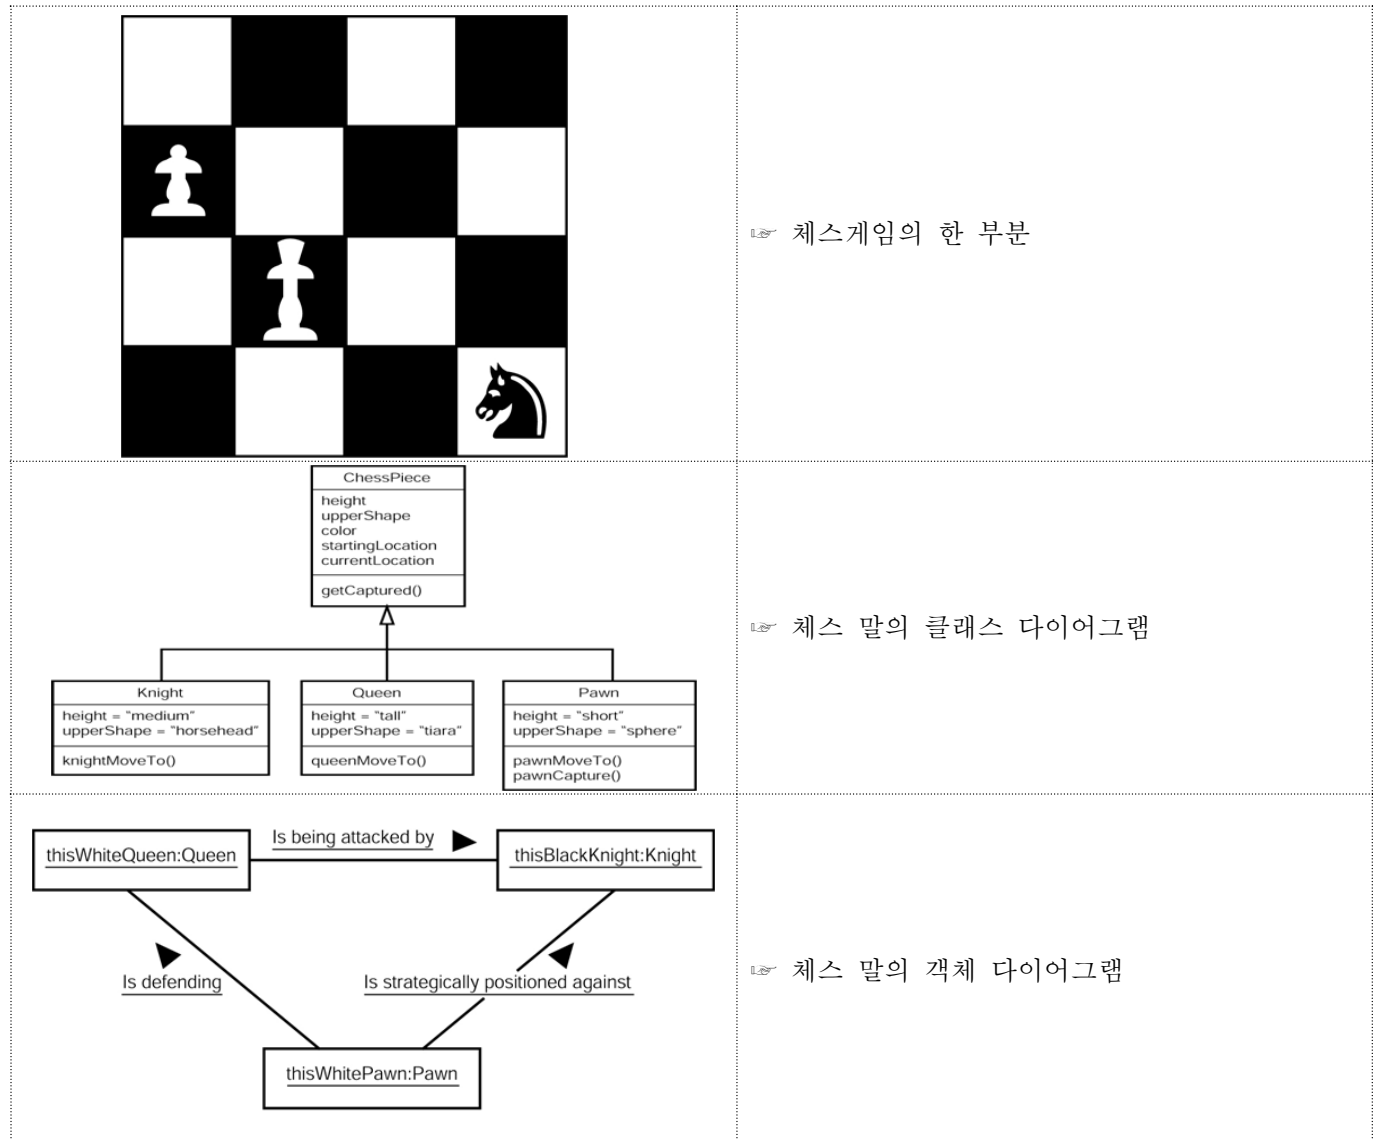 ☞ 체스게임의 한 부분
ChessPiece
height
upperShape
color
startingLocation
currentLocation
getCaptured()
☞ 체스 말의 클래스 다이어그램
Knight
height = "medium"
upperShape = "horsehead"
knightMoveTo()
Queen
height = "tall"
upperShape = "tiara"
queenMoveTo()
Pawn
height = "short"
upperShape = "sphere"
pawnMoveTo()
pawnCapture()
Is being attacked by
thisWhiteQueen:Queen
thisBlackKnight:Knight
Is defending
Is strategically positioned against
☞ 체스 말의 객체 다이어그램
thisWhitePawn:Pawn